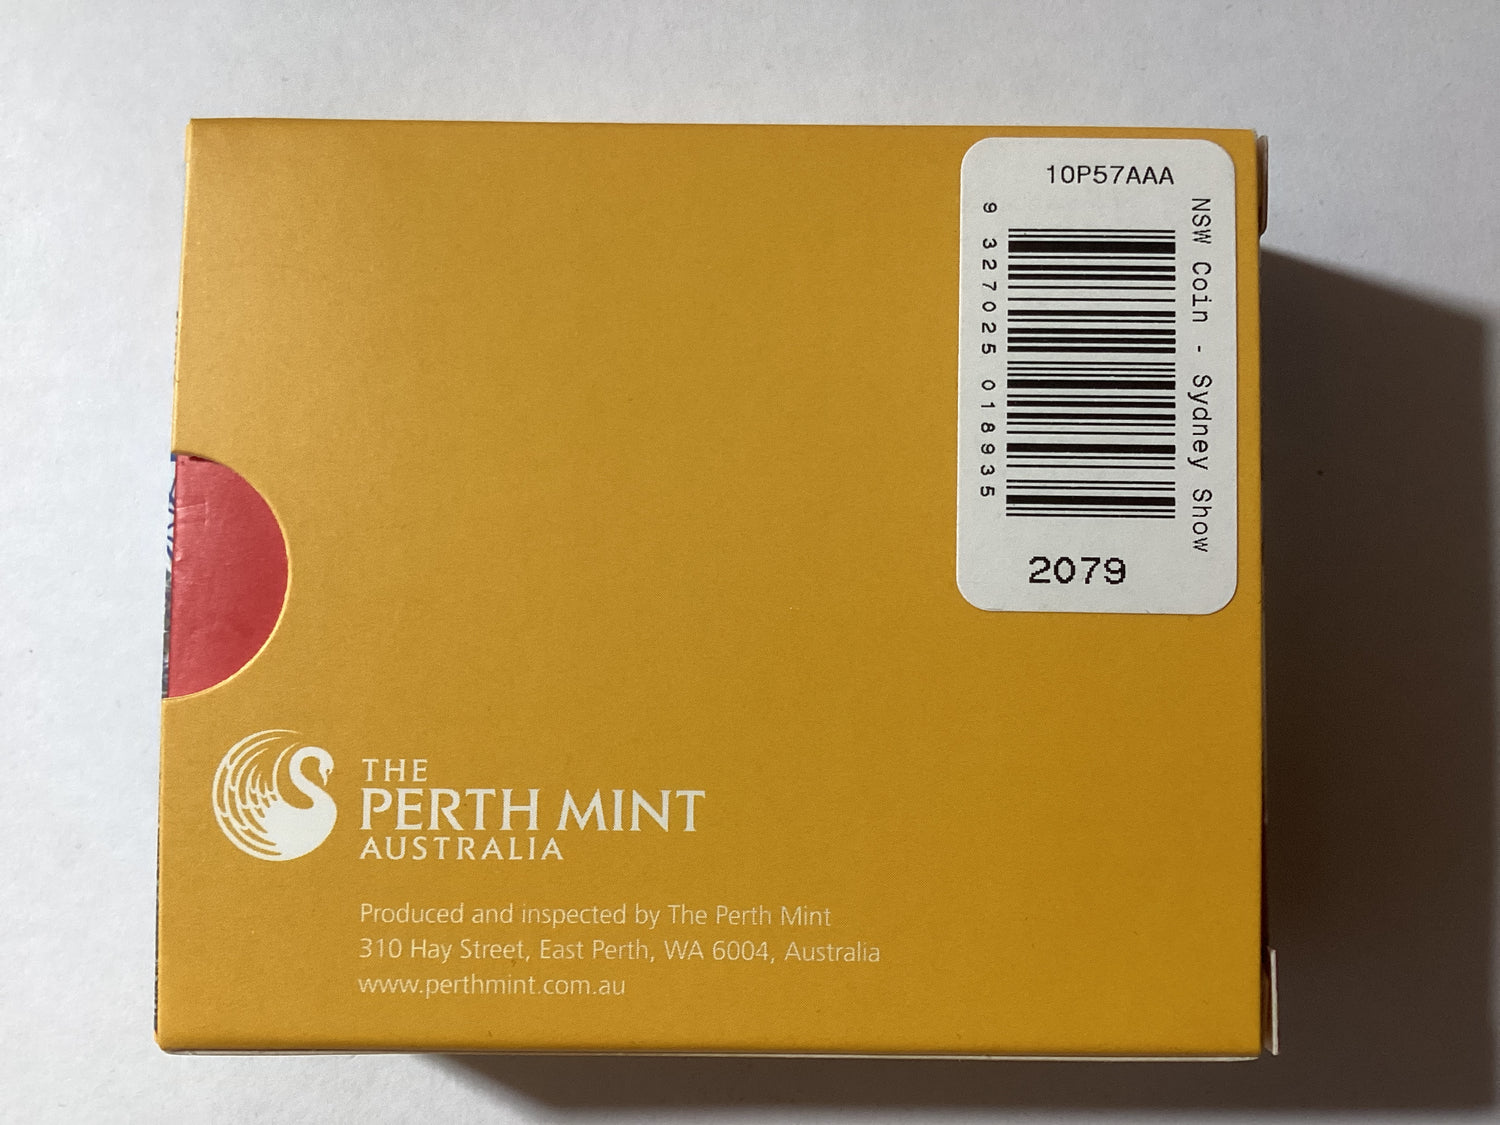 10P57AAA
NSW Coin - Sydney Show
9 327025 018935
2079
THE
PERTH MINT
AUSTRALIA
Produced and inspected by The Perth Mint
310 Hay Street, East Perth, WA 6004, Australia
www.perthmint.com.au